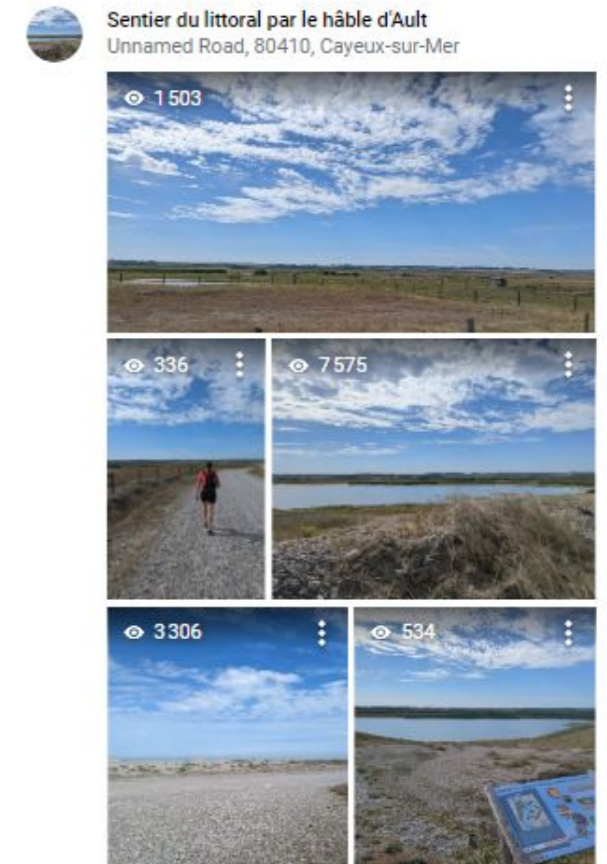 Sentier du littoral par le hâble d'Ault
Unnamed Road, 80410, Cayeux-sur-Mer
1 503
336
7 575
3 306
534